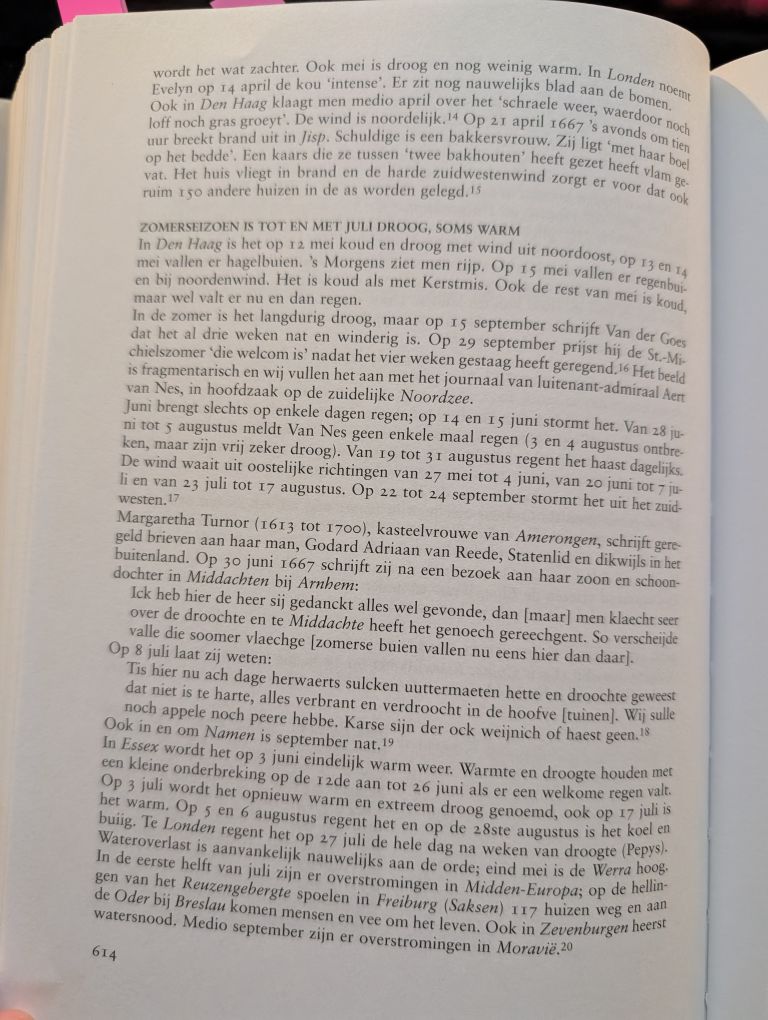 wordt het wat zachter. Ook mei is droog en nog weinig warm. In Londen noemt
Evelyn op 14 april de kou ‘intense’. Er zit nog nauwelijks blad aan de bomen.
Ook in Den Haag klaagt men medio april over het ‘schraele weer, waerdoor noch
loff noch gras groeyt’. De wind is noordelijk.14 Op 21 april 1667 ’s avonds om tien
uur breekt brand uit in Jisp. Schuldige is een bakkersvrouw. Zij ligt ‘met haar boel
op het bedde’. Een kaars die ze tussen ‘twee bakhouten’ heeft gezet heeft vlam ge-
vat. Het huis vliegt in brand en de harde zuidwestenwind zorgt er voor dat ook
ruim 150 andere huizen in de as worden gelegd.15
ZOMERSEIZOEN IS TOT EN MET JULI DROOG, SOMS WARM
In Den Haag is het op 12 mei koud en droog met wind uit noordoost, op 13 en 14
mei vallen er hagelbuien. ’s Morgens ziet men rijp. Op 15 mei vallen er regenbui-
en bij noordenwind. Het is koud als met Kerstmis. Ook de rest van mei is koud,
maar wel valt er nu en dan regen.
In de zomer is het langdurig droog, maar op 15 september schrijft Van der Goes
dat het al drie weken nat en winderig is. Op 29 september prijst hij de St.-Mi-
chielszomer ‘die welcom is’ nadat het vier weken gestaag heeft geregend.16 Het beeld
is fragmentarisch en wij vullen het aan met het journaal van luitenant-admiraal Aert
van Nes, in hoofdzaak op de zuidelijke Noordzee.
Juni brengt slechts op enkele dagen regen; op 14 en 15 juni stormt het. Van 28 ju-
ni tot 5 augustus meldt Van Nes geen enkele maal regen (3 en 4 augustus ontbre-
ken, maar zijn vrij zeker droog). Van 19 tot 31 augustus regent het haast dagelijks.
De wind waait uit oostelijke richtingen van 27 mei tot 4 juni, van 20 juni tot 7 ju-
li en van 23 juli tot 17 augustus. Op 22 tot 24 september stormt het uit het zuid-
westen.17
Margaretha Turnor (1613 tot 1700), kasteelvrouwe van Amerongen, schrijft gere-
geld brieven aan haar man, Godard Adriaan van Reede, Statenlid en dikwijls in het
buitenland. Op 30 juni 1667 schrijft zij na een bezoek aan haar zoon en schoon-
dochter in Middachten bij Arnhem:
Ick heb hier de heer sij gedanckt alles wel gevonde, dan [maar] men klaecht seer
over de droochte en te Middachte heeft het genoech gereechgent. So verscheijde
valle die soomer vlaechge [zomerse buien vallen nu eens hier dan daar].
Op 8 juli laat zij weten:
Tis hier nu ach dage herwaerts sulcken uuttermaeten hette en droochte geweest
dat niet is te harte, alles verbrant en verdroocht in de hoofve [tuinen]. Wij sulle
noch appele noch peere hebbe. Karse sijn der ock weijnich of haest geen.18
Ook in en om Namen is september nat.19
In Essex wordt het op 3 juni eindelijk warm weer. Warmte en droogte houden met
een kleine onderbreking op de 12de aan tot 26 juni als er een welkome regen valt.
Op 3 juli wordt het opnieuw warm en extreem droog genoemd, ook op 17 juli is
het warm. Op 5 en 6 augustus regent het en op de 28ste augustus is het koel en
buiig. Te Londen regent het op 27 juli de hele dag na weken van droogte (Pepys).
Wateroverlast is aanvankelijk nauwelijks aan de orde; eind mei is de Werra hoog.
In de eerste helft van juli zijn er overstromingen in Midden-Europa; op de hellin-
gen van het Reuzengebergte spoelen in Freiburg (Saksen) 117 huizen weg en aan
de Oder bij Breslau komen mensen en vee om het leven. Ook in Zevenburgen heerst
watersnood. Medio september zijn er overstromingen in Moravië.20
614